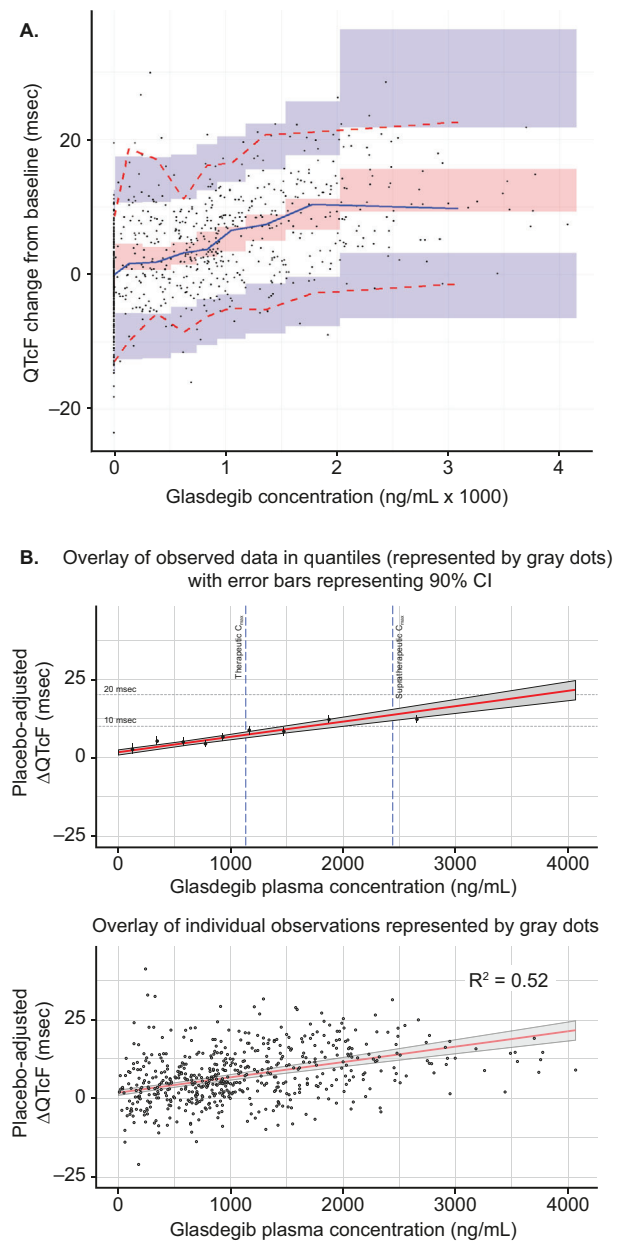 A.
QTcF change from baseline (msec)
20
0
–20
0
1
2
3
4
Glasdegib concentration (ng/mL x 1000)
B. Overlay of observed data in quantiles (represented by gray dots)
with error bars representing 90% CI
Placebo-adjusted
ΔQTcF (msec)
25
0
–25
20 msec
10 msec
Therapeutic Cmax
Supratherapeutic Cmax
0
1000
2000
3000
4000
Glasdegib plasma concentration (ng/mL)
Overlay of individual observations represented by gray dots
Placebo-adjusted
ΔQTcF (msec)
25
0
–25
R² = 0.52
0
1000
2000
3000
4000
Glasdegib plasma concentration (ng/mL)